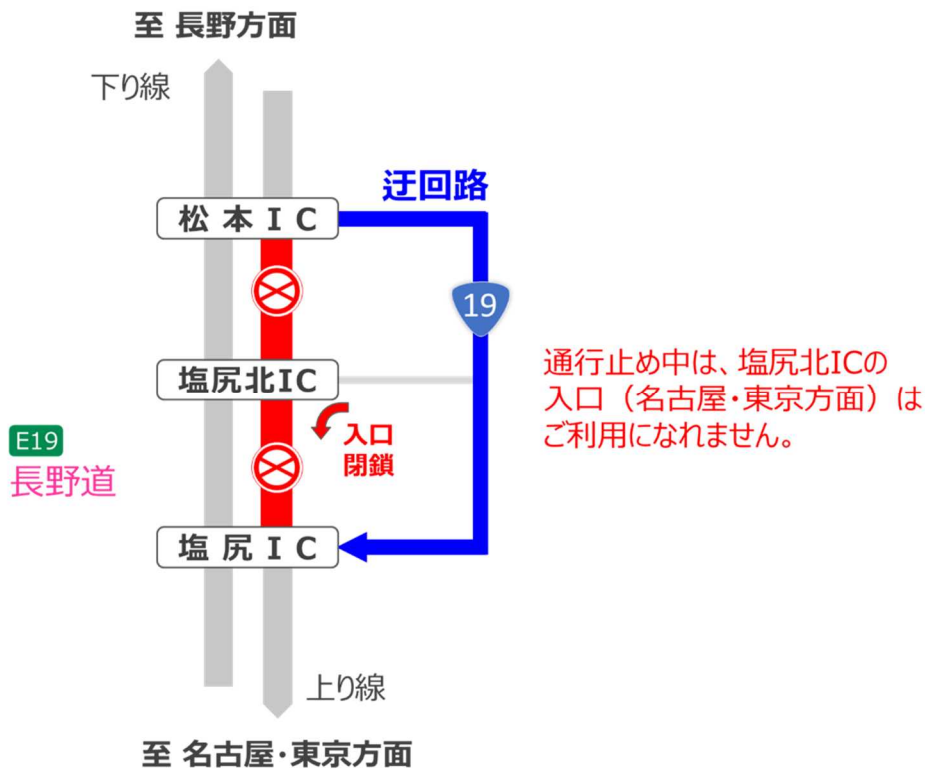 至 長野方面
下り線
迂回路
松 本 I C
19
塩尻北IC
通行止め中は、塩尻北ICの
入口（名古屋・東京方面）は
ご利用になれません。
入口
閉鎖
E19
長野道
塩 尻 I C
上り線
至 名古屋・東京方面